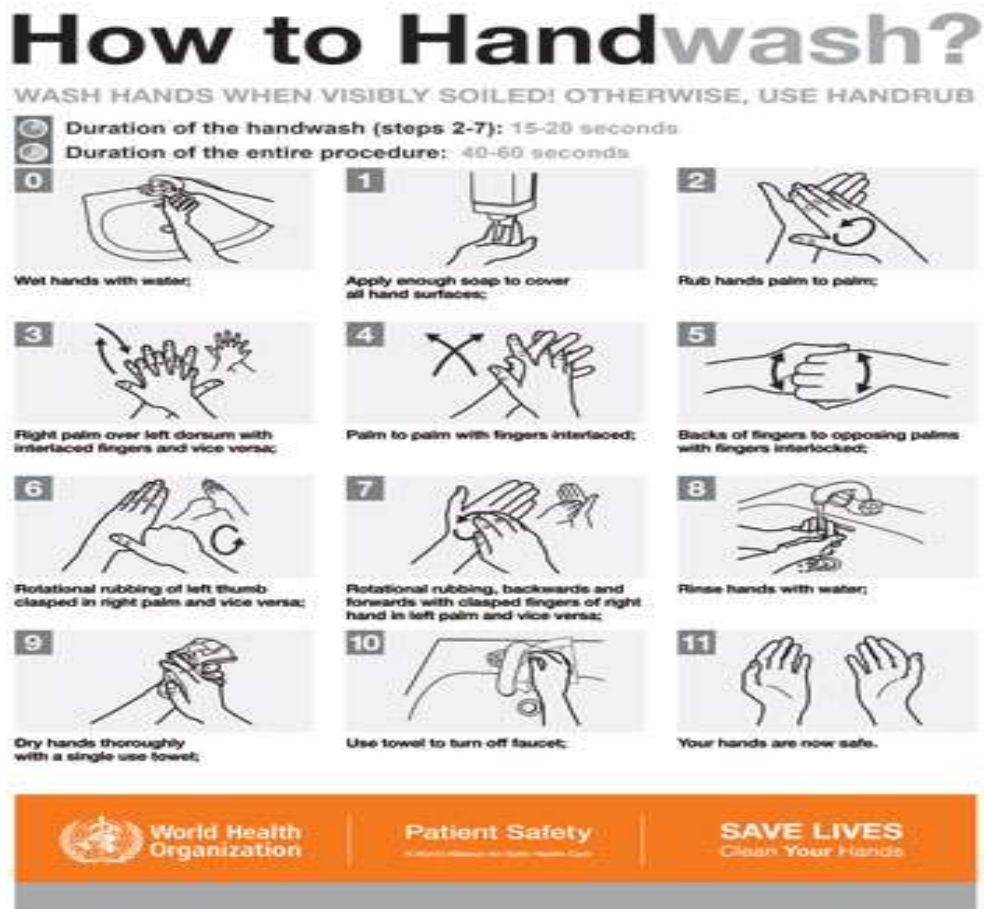 How to Handwash?
WASH HANDS WHEN VISIBLY SOILED! OTHERWISE, USE HANDRUB
Duration of the handwash (steps 2-7): 15-20 seconds
Duration of the entire procedure: 40-60 seconds
0
Wet hands with water;
1
Apply enough soap to cover
all hand surfaces;
2
Rub hands palm to palm;
3
Right palm over left dorsum with
interlaced fingers and vice versa;
4
Palm to palm with fingers interlaced;
5
Backs of fingers to opposing palms
with fingers interlocked;
6
Rotational rubbing of left thumb
clasped in right palm and vice versa;
7
Rotational rubbing, backwards and
forwards with clasped fingers of right
hand in left palm and vice versa;
8
Rinse hands with water;
9
Dry hands thoroughly
with a single use towel;
10
Use towel to turn off faucet;
11
Your hands are now safe.
World Health
Organization
Patient Safety
SAVE LIVES
Clean Your Hands